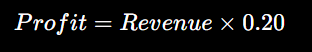 Profit = Revenue × 0.20